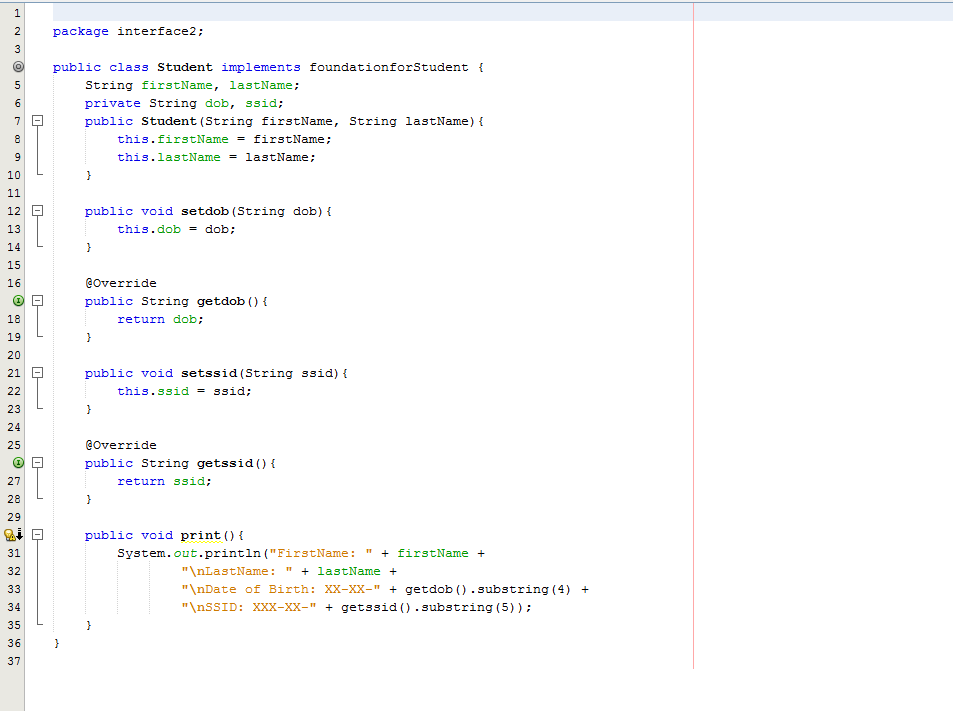 1
2 package interface2;
3
public class Student implements foundationforStudent {
5 String firstName, lastName;
6 private String dob, ssid;
7 public Student(String firstName, String lastName){
8 this.firstName = firstName;
9 this.lastName = lastName;
10 }
11
12 public void setdob(String dob){
13 this.dob = dob;
14 }
15
16 @Override
public String getdob(){
18 return dob;
19 }
20
21 public void setssid(String ssid){
22 this.ssid = ssid;
23 }
24
25 @Override
public String getssid(){
27 return ssid;
28 }
29
public void print(){
31 System.out.println("FirstName: " + firstName +
32 "\nLastName: " + lastName +
33 "\nDate of Birth: XX-XX-" + getdob().substring(4) +
34 "\nSSID: XXX-XX-" + getssid().substring(5));
35 }
36 }
37